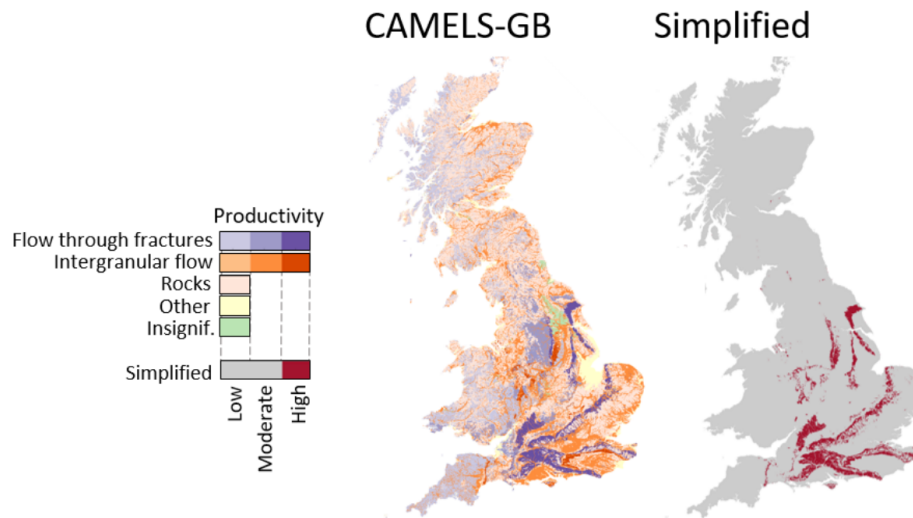 CAMELS-GB
Simplified
Productivity
Flow through fractures
Intergranular flow
Rocks
Other
Insignif.
Simplified
Low
Moderate
High